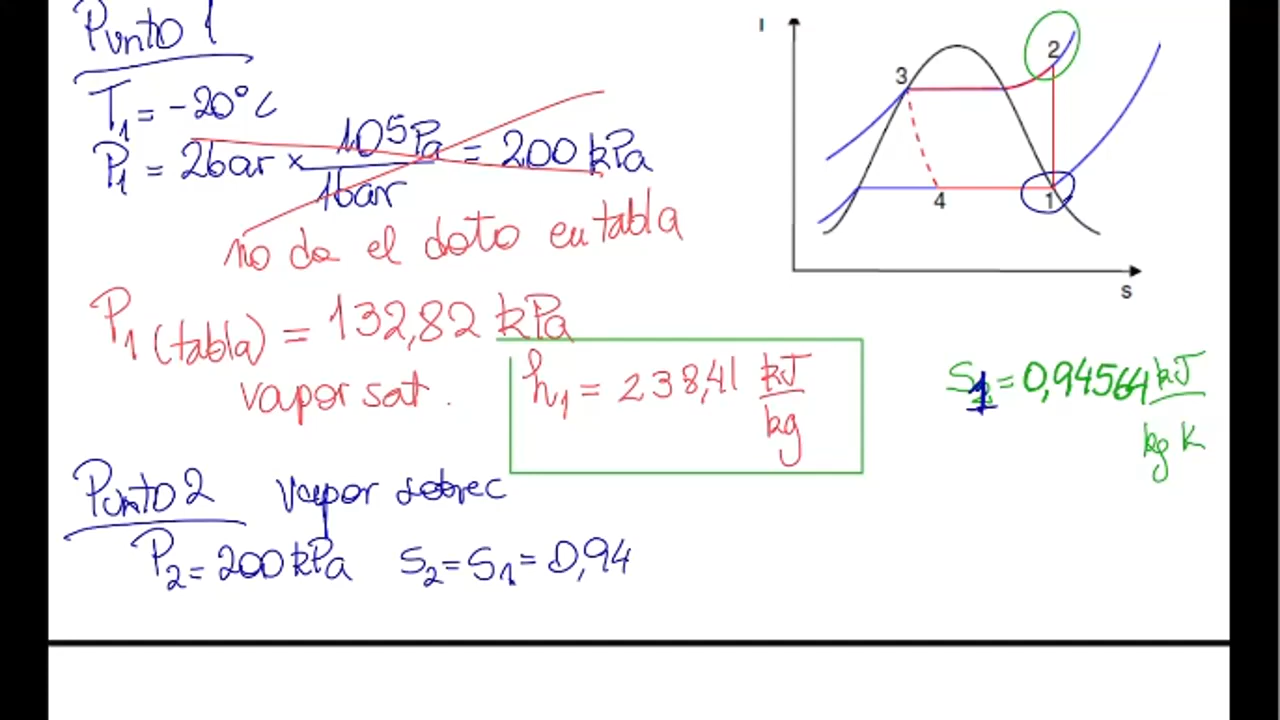 Punto 1
T1 = -20°C
P1 = 2bar × 10⁵Pa / 1bar = 200 kPa
no da el dato en tabla
P1 (tabla) = 132,82 kPa
vapor sat.
h1 = 238,41 kJ/kg
S1 = 0,94564 kJ/kg K
Punto 2 vapor sobrec
P2 = 200 kPa S2 = S1 = 0,94
2
3
4
1
s